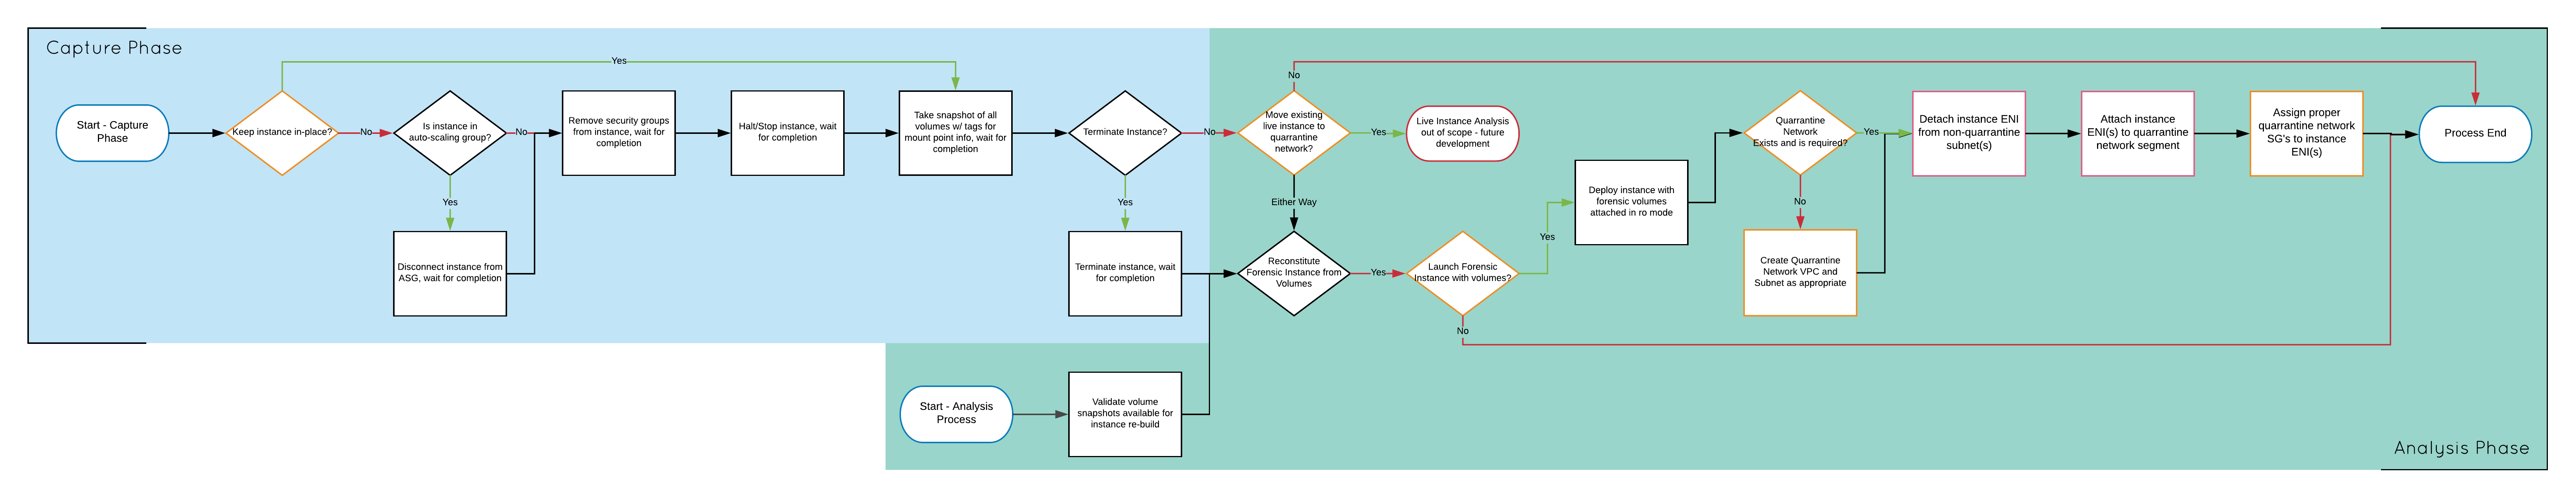 Capture Phase
Start - Capture
Phase
Keep instance in-place?
Yes
No
Is instance in
auto-scaling group?
No
Yes
Disconnect instance from
ASG, wait for completion
Remove security groups
from instance, wait for
completion
Halt/Stop instance, wait
for completion
Take snapshot of all
volumes w/ tags for
mount point info, wait for
completion
Terminate Instance?
No
Yes
Terminate instance, wait
for completion
Start - Analysis
Process
Validate volume
snapshots available for
instance re-build
No
Move existing
live instance to
quarantine
network?
Yes
Live Instance Analysis
out of scope - future
development
Either Way
Reconstitute
Forensic Instance from
Volumes
Yes
Launch Forensic
Instance with volumes?
No
Yes
Deploy instance with
forensic volumes
attached in ro mode
Quarrantine
Network
Exists and is required?
Yes
No
Create Quarrantine
Network VPC and
Subnet as appropriate
Detach instance ENI
from non-quarrantine
subnet(s)
Attach instance
ENI(s) to quarrantine
network segment
Assign proper
quarrantine network
SG's to instance
ENI(s)
Process End
Analysis Phase